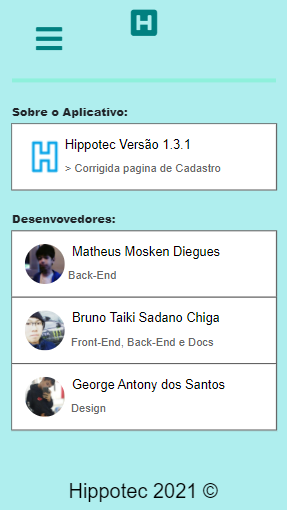 H
Sobre o Aplicativo:
H
Hippotec Versão 1.3.1
> Corrigida pagina de Cadastro
Desenvovedores:
Matheus Mosken Diegues
Back-End
Bruno Taiki Sadano Chiga
Front-End, Back-End e Docs
George Antony dos Santos
Design
Hippotec 2021 ©